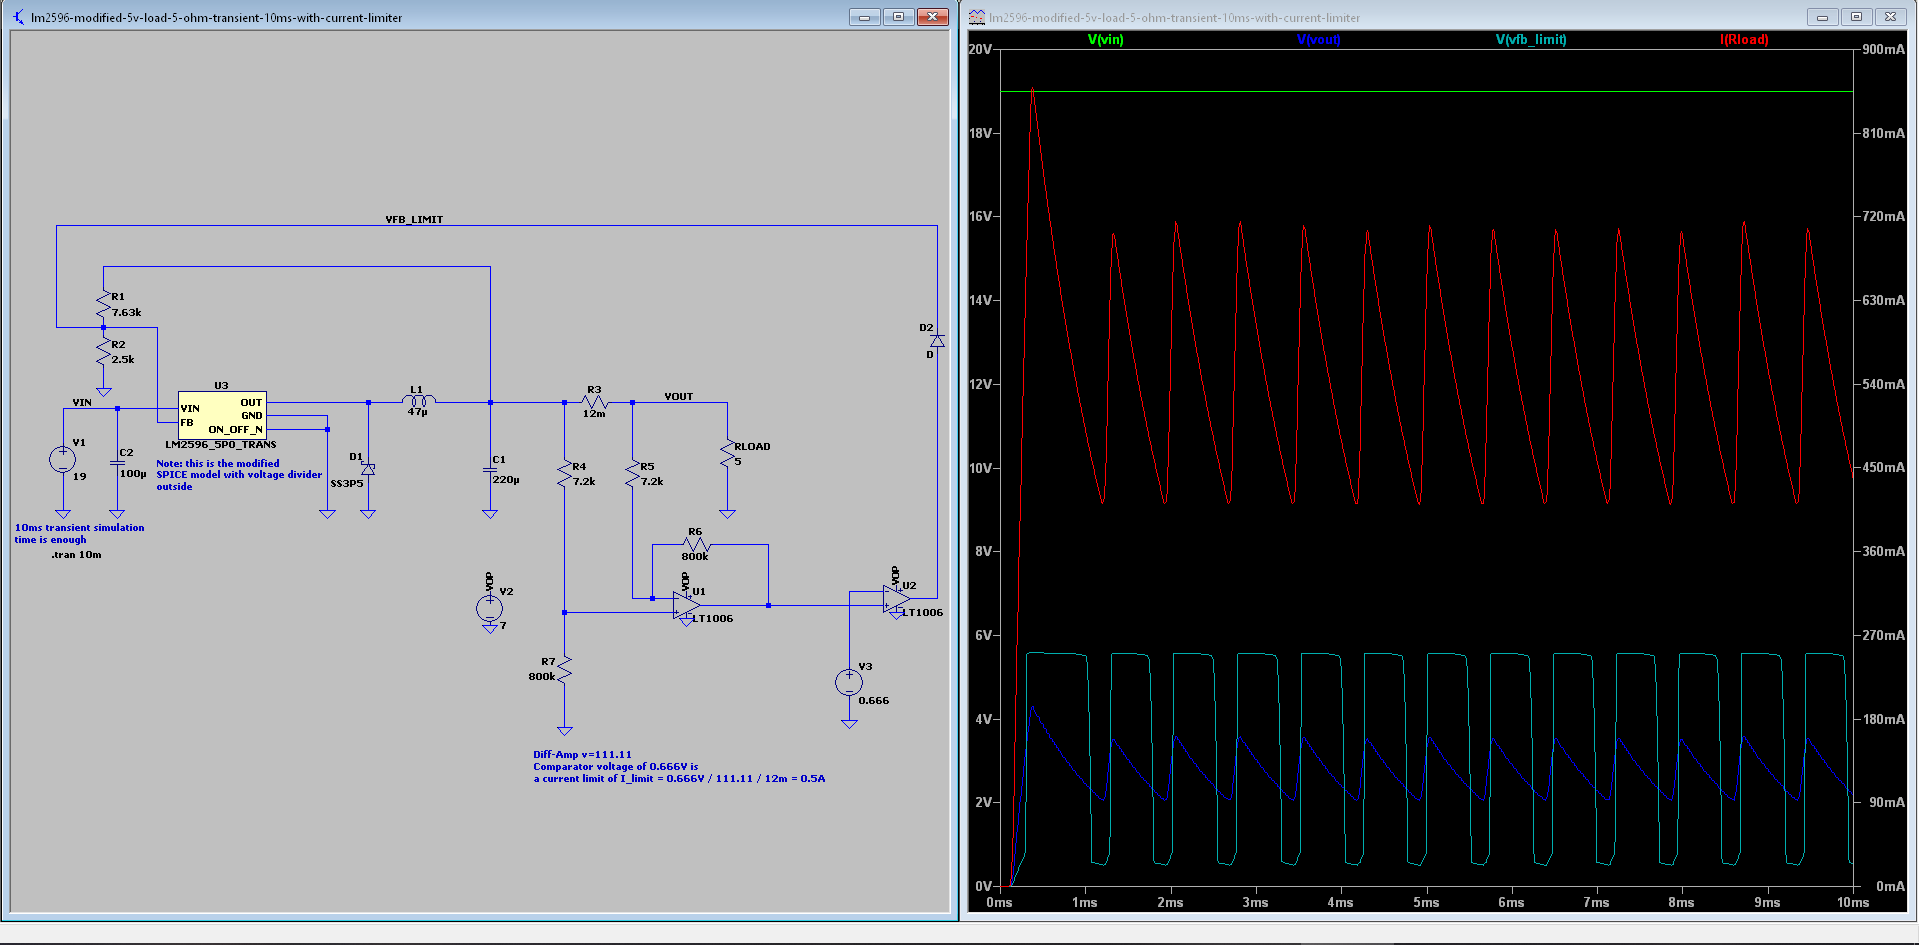 lm2596-modified-5v-load-5-ohm-transient-10ms-with-current-limiter
VFB_LIMIT
R1
7.63k
R2
2.5k
VIN
U3
VIN
FB
OUT
GND
ON_OFF_N
LM2596_5P0_TRANS
V1
19
C2
100µ
Note: this is the modified
SPICE model with voltage divider
outside
10ms transient simulation
time is enough
.tran 10m
D1
SS3P5
L1
47µ
C1
220µ
R3
12m
VOUT
R4
7.2k
R5
7.2k
RLOAD
5
D2
D
R6
800k
VOP
U1
LT1006
VOP
U2
LT1006
VOP
V2
7
R7
800k
V3
0.666
Diff-Amp v=111.11
Comparator voltage of 0.666V is
a current limit of I_limit = 0.666V / 111.11 / 12m = 0.5A
lm2596-modified-5v-load-5-ohm-transient-10ms-with-current-limiter
V(vin) V(vout) V(vfb_limit) I(Rload)
20V 900mA
18V 810mA
16V 720mA
14V 630mA
12V 540mA
10V 450mA
8V 360mA
6V 270mA
4V 180mA
2V 90mA
0V 0mA
0ms 1ms 2ms 3ms 4ms 5ms 6ms 7ms 8ms 9ms 10ms